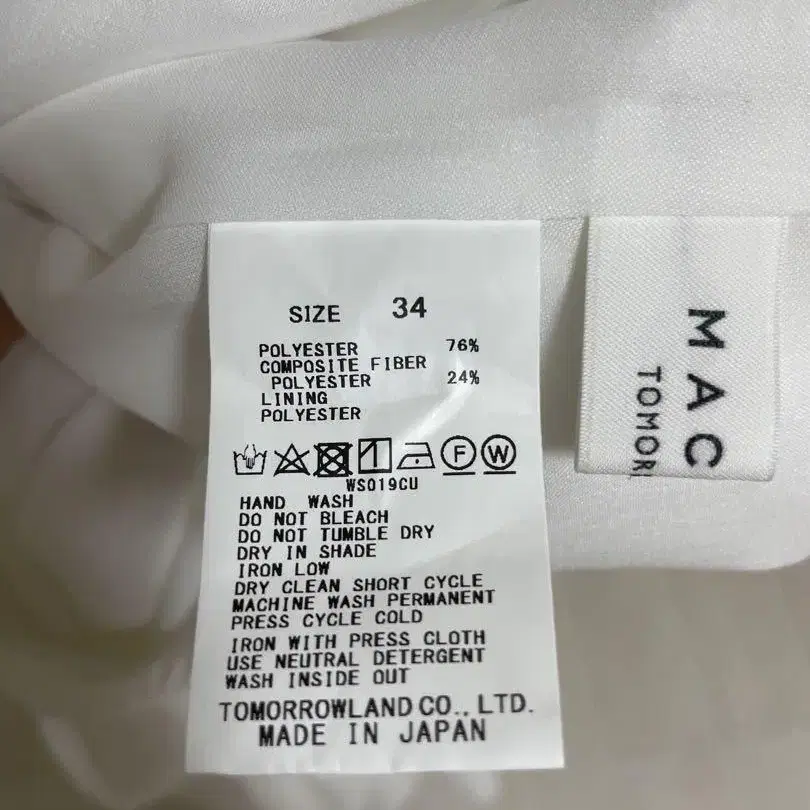 SIZE 34
POLYESTER 76%
COMPOSITE FIBER
POLYESTER 24%
LINING
POLYESTER
F W
WS019CU
HAND WASH
DO NOT BLEACH
DO NOT TUMBLE DRY
DRY IN SHADE
IRON LOW
DRY CLEAN SHORT CYCLE
MACHINE WASH PERMANENT
PRESS CYCLE COLD
IRON WITH PRESS CLOTH
USE NEUTRAL DETERGENT
WASH INSIDE OUT
TOMORROWLAND CO., LTD.
MADE IN JAPAN
MAC
TOMOR